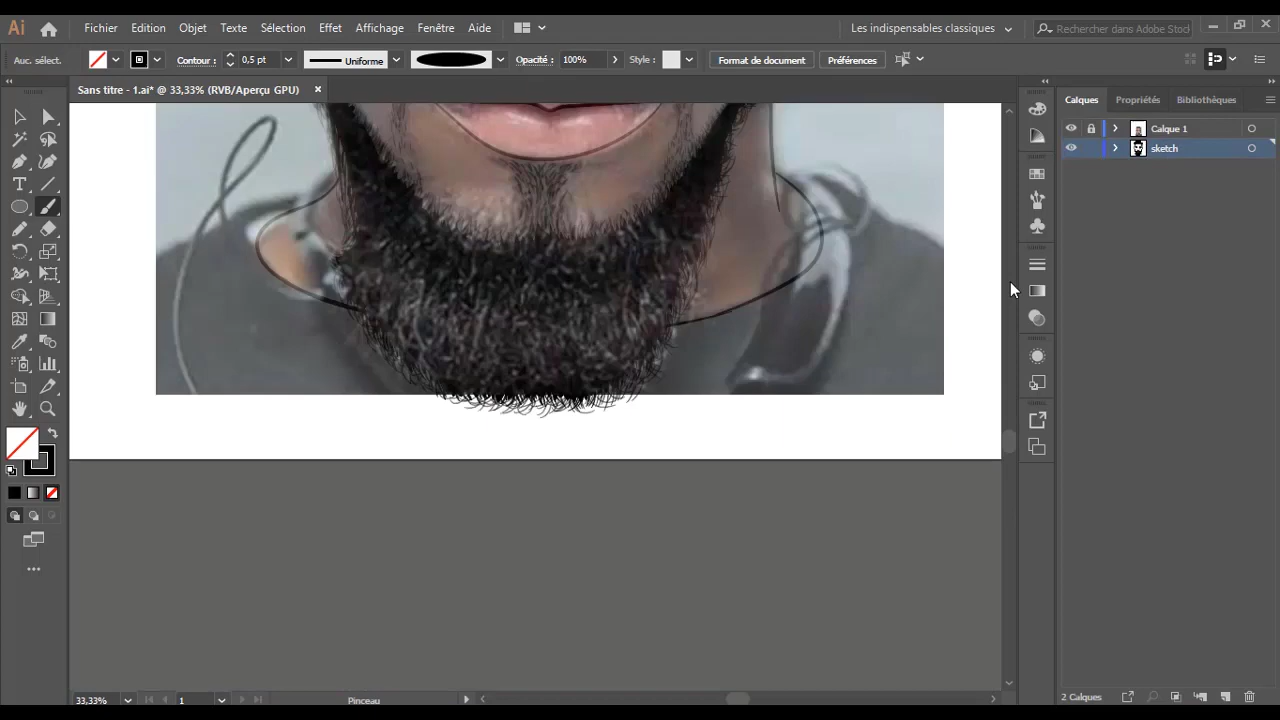 Ai Fichier Edition Objet Texte Sélection Effet Affichage Fenêtre Aide Les indispensables classiques Rechercher dans Adobe Stock
Auc. sélect. Contour : 0,5 pt Uniforme Opacité : 100% Style : Format de document Préférences
Sans titre - 1.ai* @ 33,33% (RVB/Aperçu GPU)
Calques Propriétés Bibliothèques
Calque 1
sketch
33,33% 1 Pinceau 2 Calques